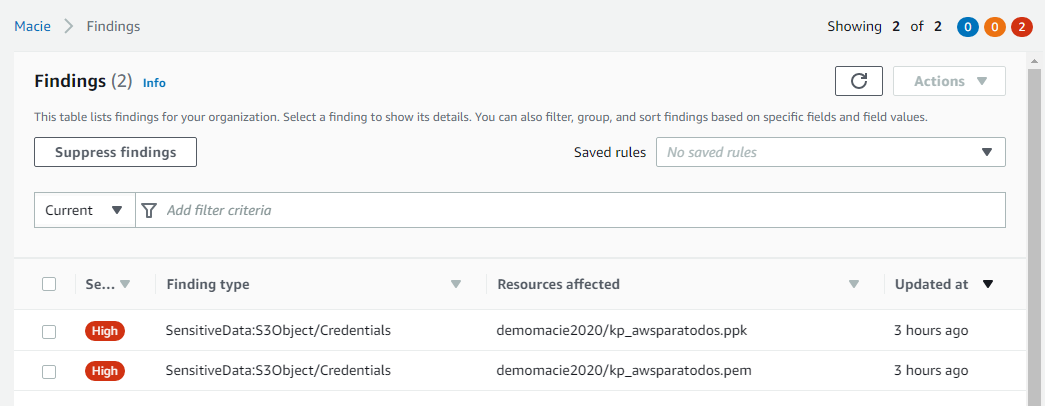 Macie > Findings
Showing 2 of 2 0 0 2
Findings (2) Info
Actions
This table lists findings for your organization. Select a finding to show its details. You can also filter, group, and sort findings based on specific fields and field values.
Suppress findings
Saved rules No saved rules
Current Add filter criteria
Se... Finding type Resources affected Updated at
High SensitiveData:S3Object/Credentials demomacie2020/kp_awsparatodos.ppk 3 hours ago
High SensitiveData:S3Object/Credentials demomacie2020/kp_awsparatodos.pem 3 hours ago